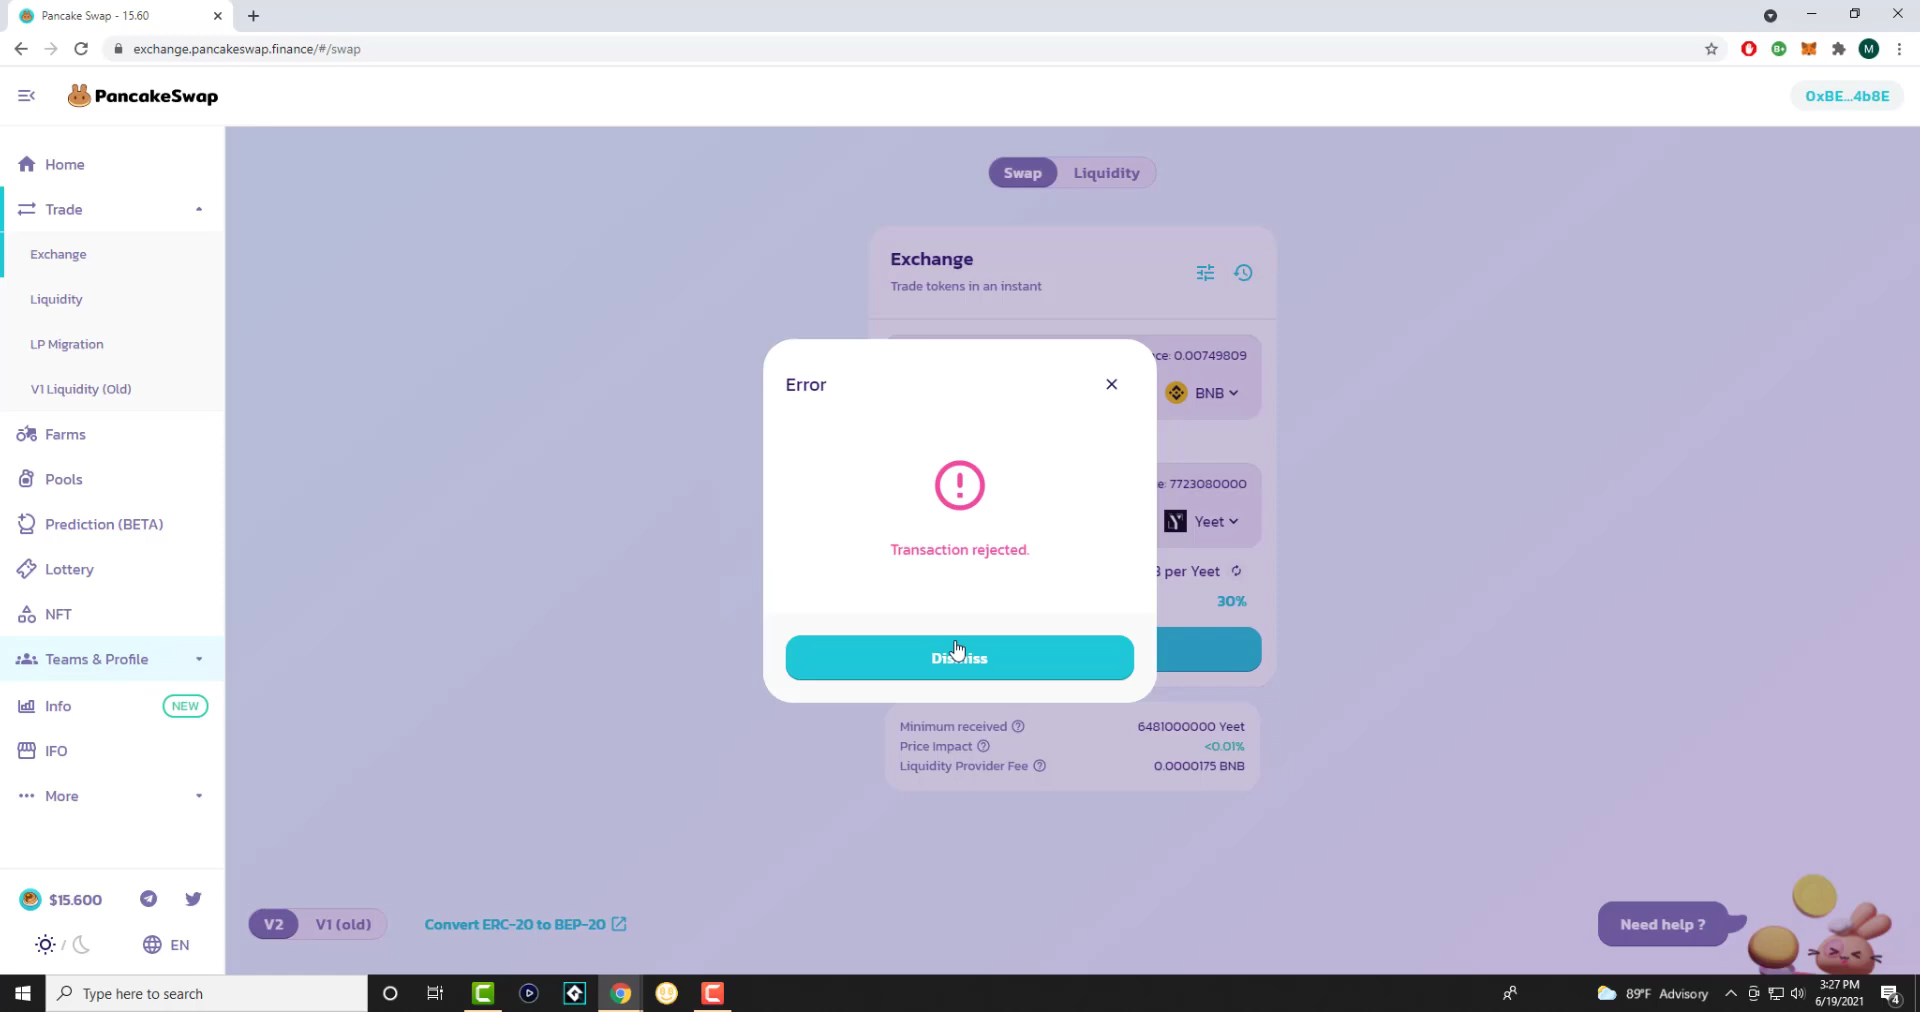 Pancake Swap - 15.60
exchange.pancakeswap.finance/#/swap
M
PancakeSwap
0xBE...4b8E
Home
Trade
Exchange
Liquidity
LP Migration
V1 Liquidity (Old)
Farms
Pools
Prediction (BETA)
Lottery
NFT
Teams & Profile
Info NEW
IFO
More
$15.600
EN
Swap Liquidity
Exchange
Trade tokens in an instant
0.00749809
BNB
7723080000
Yeet
per Yeet
30%
Error
Transaction rejected.
Dismiss
Minimum received 6481000000 Yeet
Price Impact <0.01%
Liquidity Provider Fee 0.0000175 BNB
V2 V1 (old) Convert ERC-20 to BEP-20
Need help ?
Type here to search
89°F Advisory
3:27 PM
6/19/2021
4